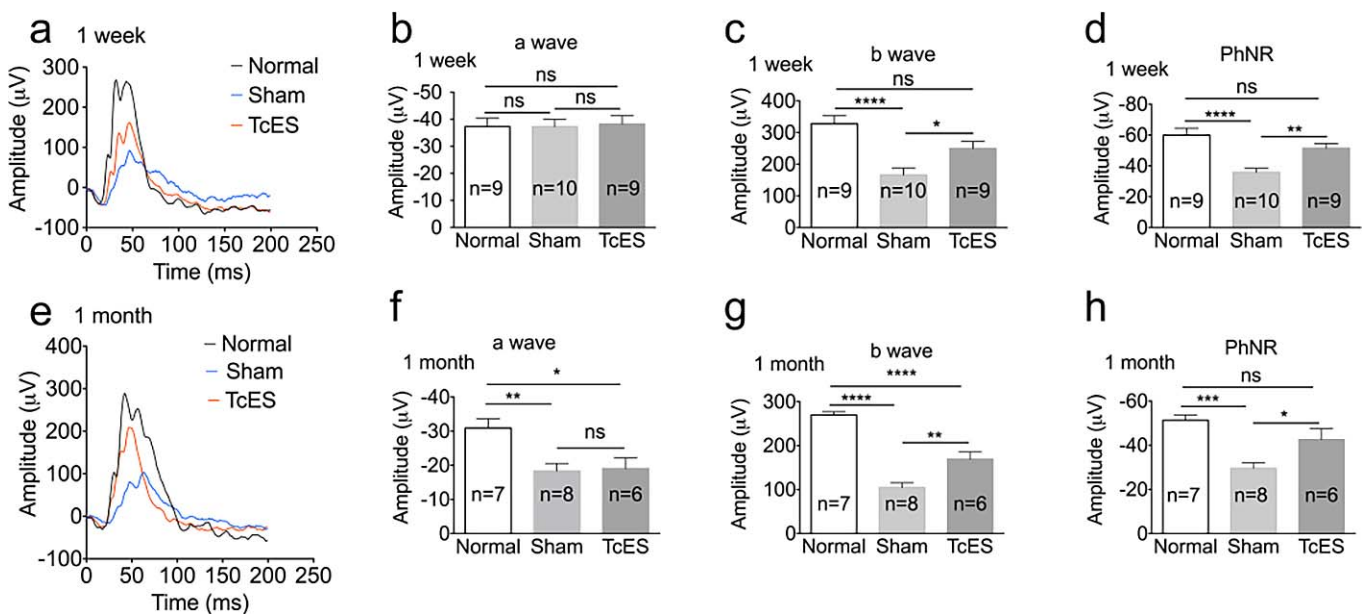 a
1 week
Normal
Sham
TcES
Amplitude (μV)
300
200
100
0
-100
0 50 100 150 200 250
Time (ms)
b
a wave
1 week
ns
ns ns
Amplitude (μV)
-50
-40
-30
-20
-10
0
n=9 n=10 n=9
Normal Sham TcES
c
b wave
1 week
ns
****
*
Amplitude (μV)
400
300
200
100
0
n=9 n=10 n=9
Normal Sham TcES
d
PhNR
1 week
ns
****
**
Amplitude (μV)
-80
-60
-40
-20
0
n=9 n=10 n=9
Normal Sham TcES
e
1 month
Normal
Sham
TcES
Amplitude (μV)
400
300
200
100
0
-100
0 50 100 150 200 250
Time (ms)
f
a wave
1 month
*
**
ns
Amplitude (μV)
-40
-30
-20
-10
0
n=7 n=8 n=6
Normal Sham TcES
g
b wave
1 month
****
****
**
Amplitude (μV)
300
200
100
0
n=7 n=8 n=6
Normal Sham TcES
h
PhNR
1 month
ns
***
*
Amplitude (μV)
-60
-40
-20
0
n=7 n=8 n=6
Normal Sham TcES